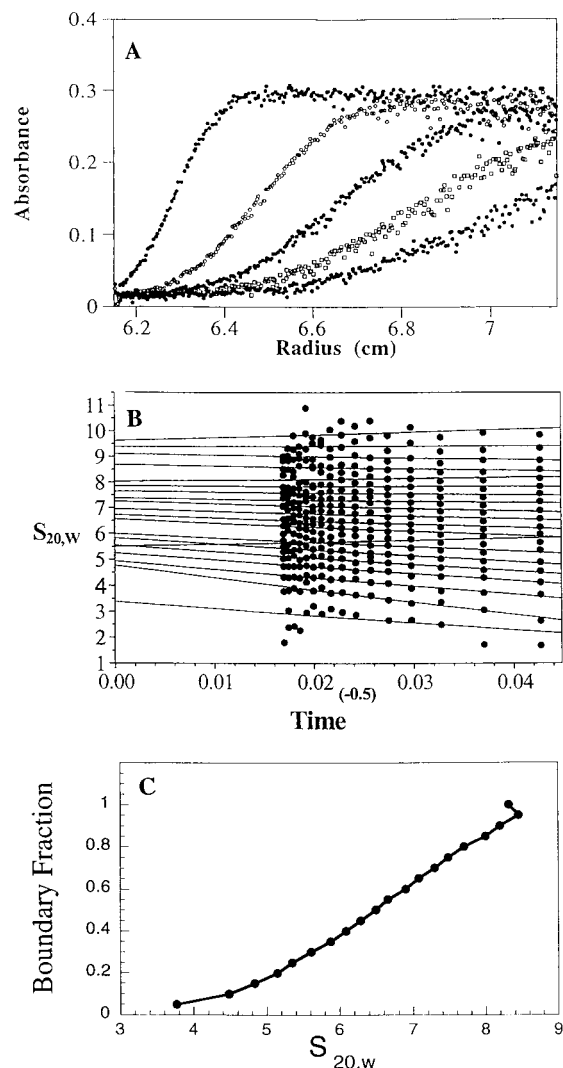 A
0.4
0.3
0.2
0.1
0
Absorbance
6.2 6.4 6.6 6.8 7
Radius (cm)
B
11
10
9
8
7
6
5
4
3
2
1
S20,W
0.00 0.01 0.02 0.03 0.04
(-0.5)
Time
C
1
0.8
0.6
0.4
0.2
0
Boundary Fraction
3 4 5 6 7 8 9
S20,w